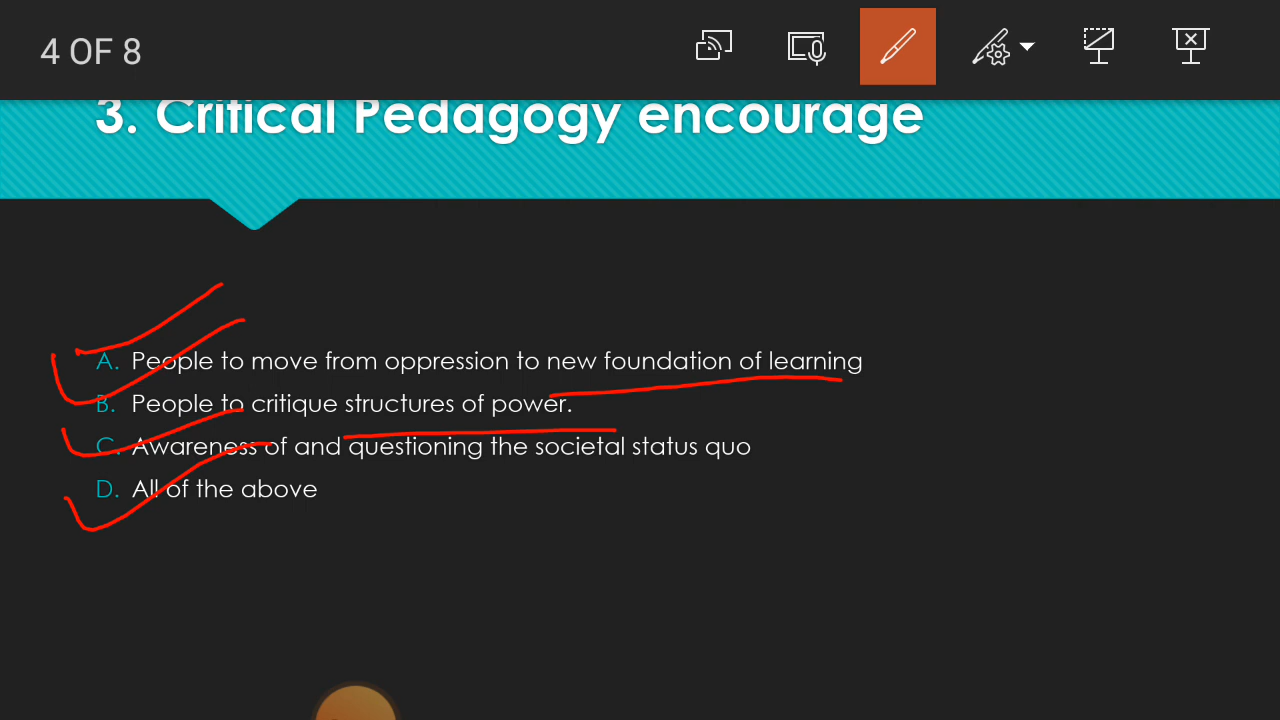 4 OF 8
3. Critical Pedagogy encourage
A. People to move from oppression to new foundation of learning
B. People to critique structures of power.
C. Awareness of and questioning the societal status quo
D. All of the above